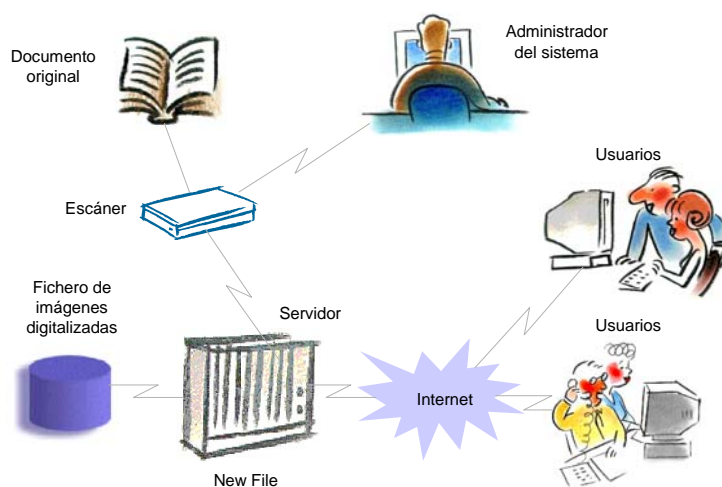 Documento
original
Administrador
del sistema
Usuarios
Escáner
Fichero de
imágenes
digitalizadas
Servidor
Usuarios
Internet
New File